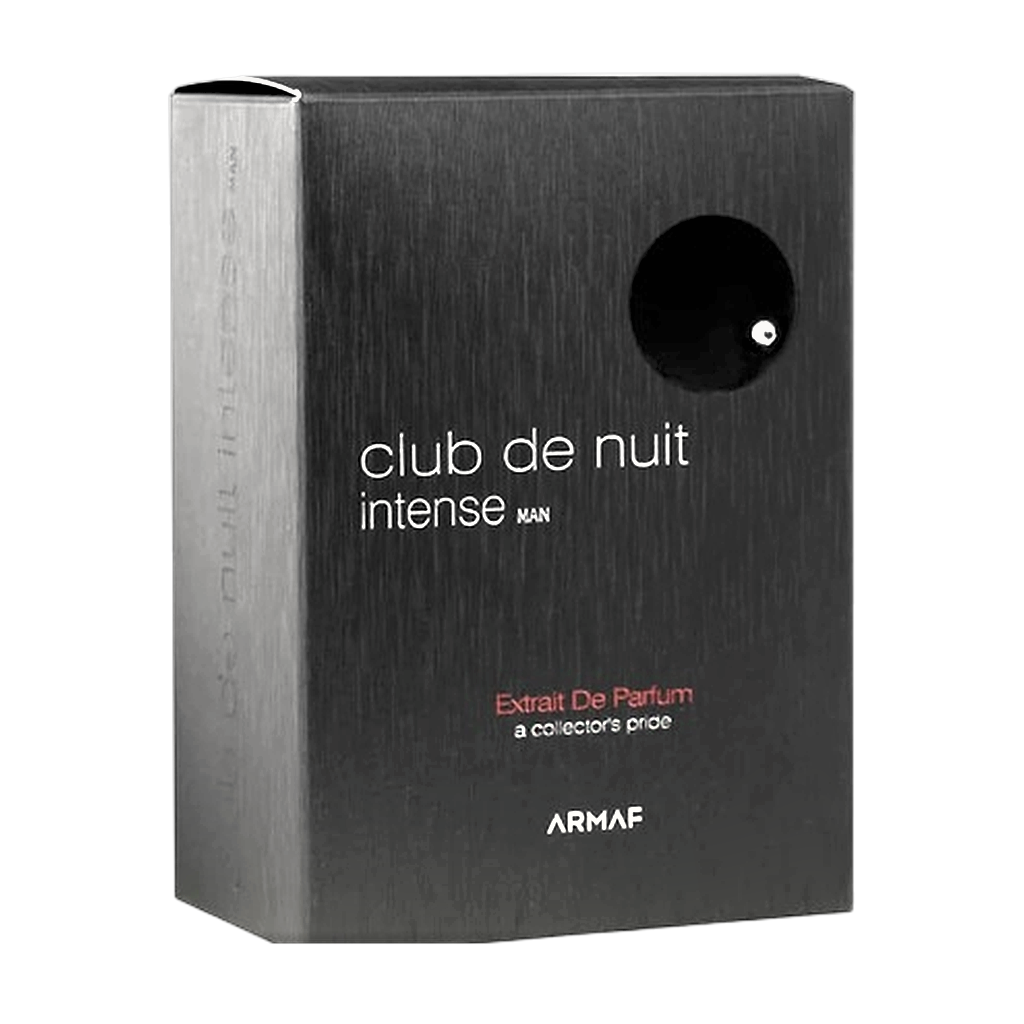 club de nuit
intense MAN
Extrait De Parfum
a collector's pride
ARMAF